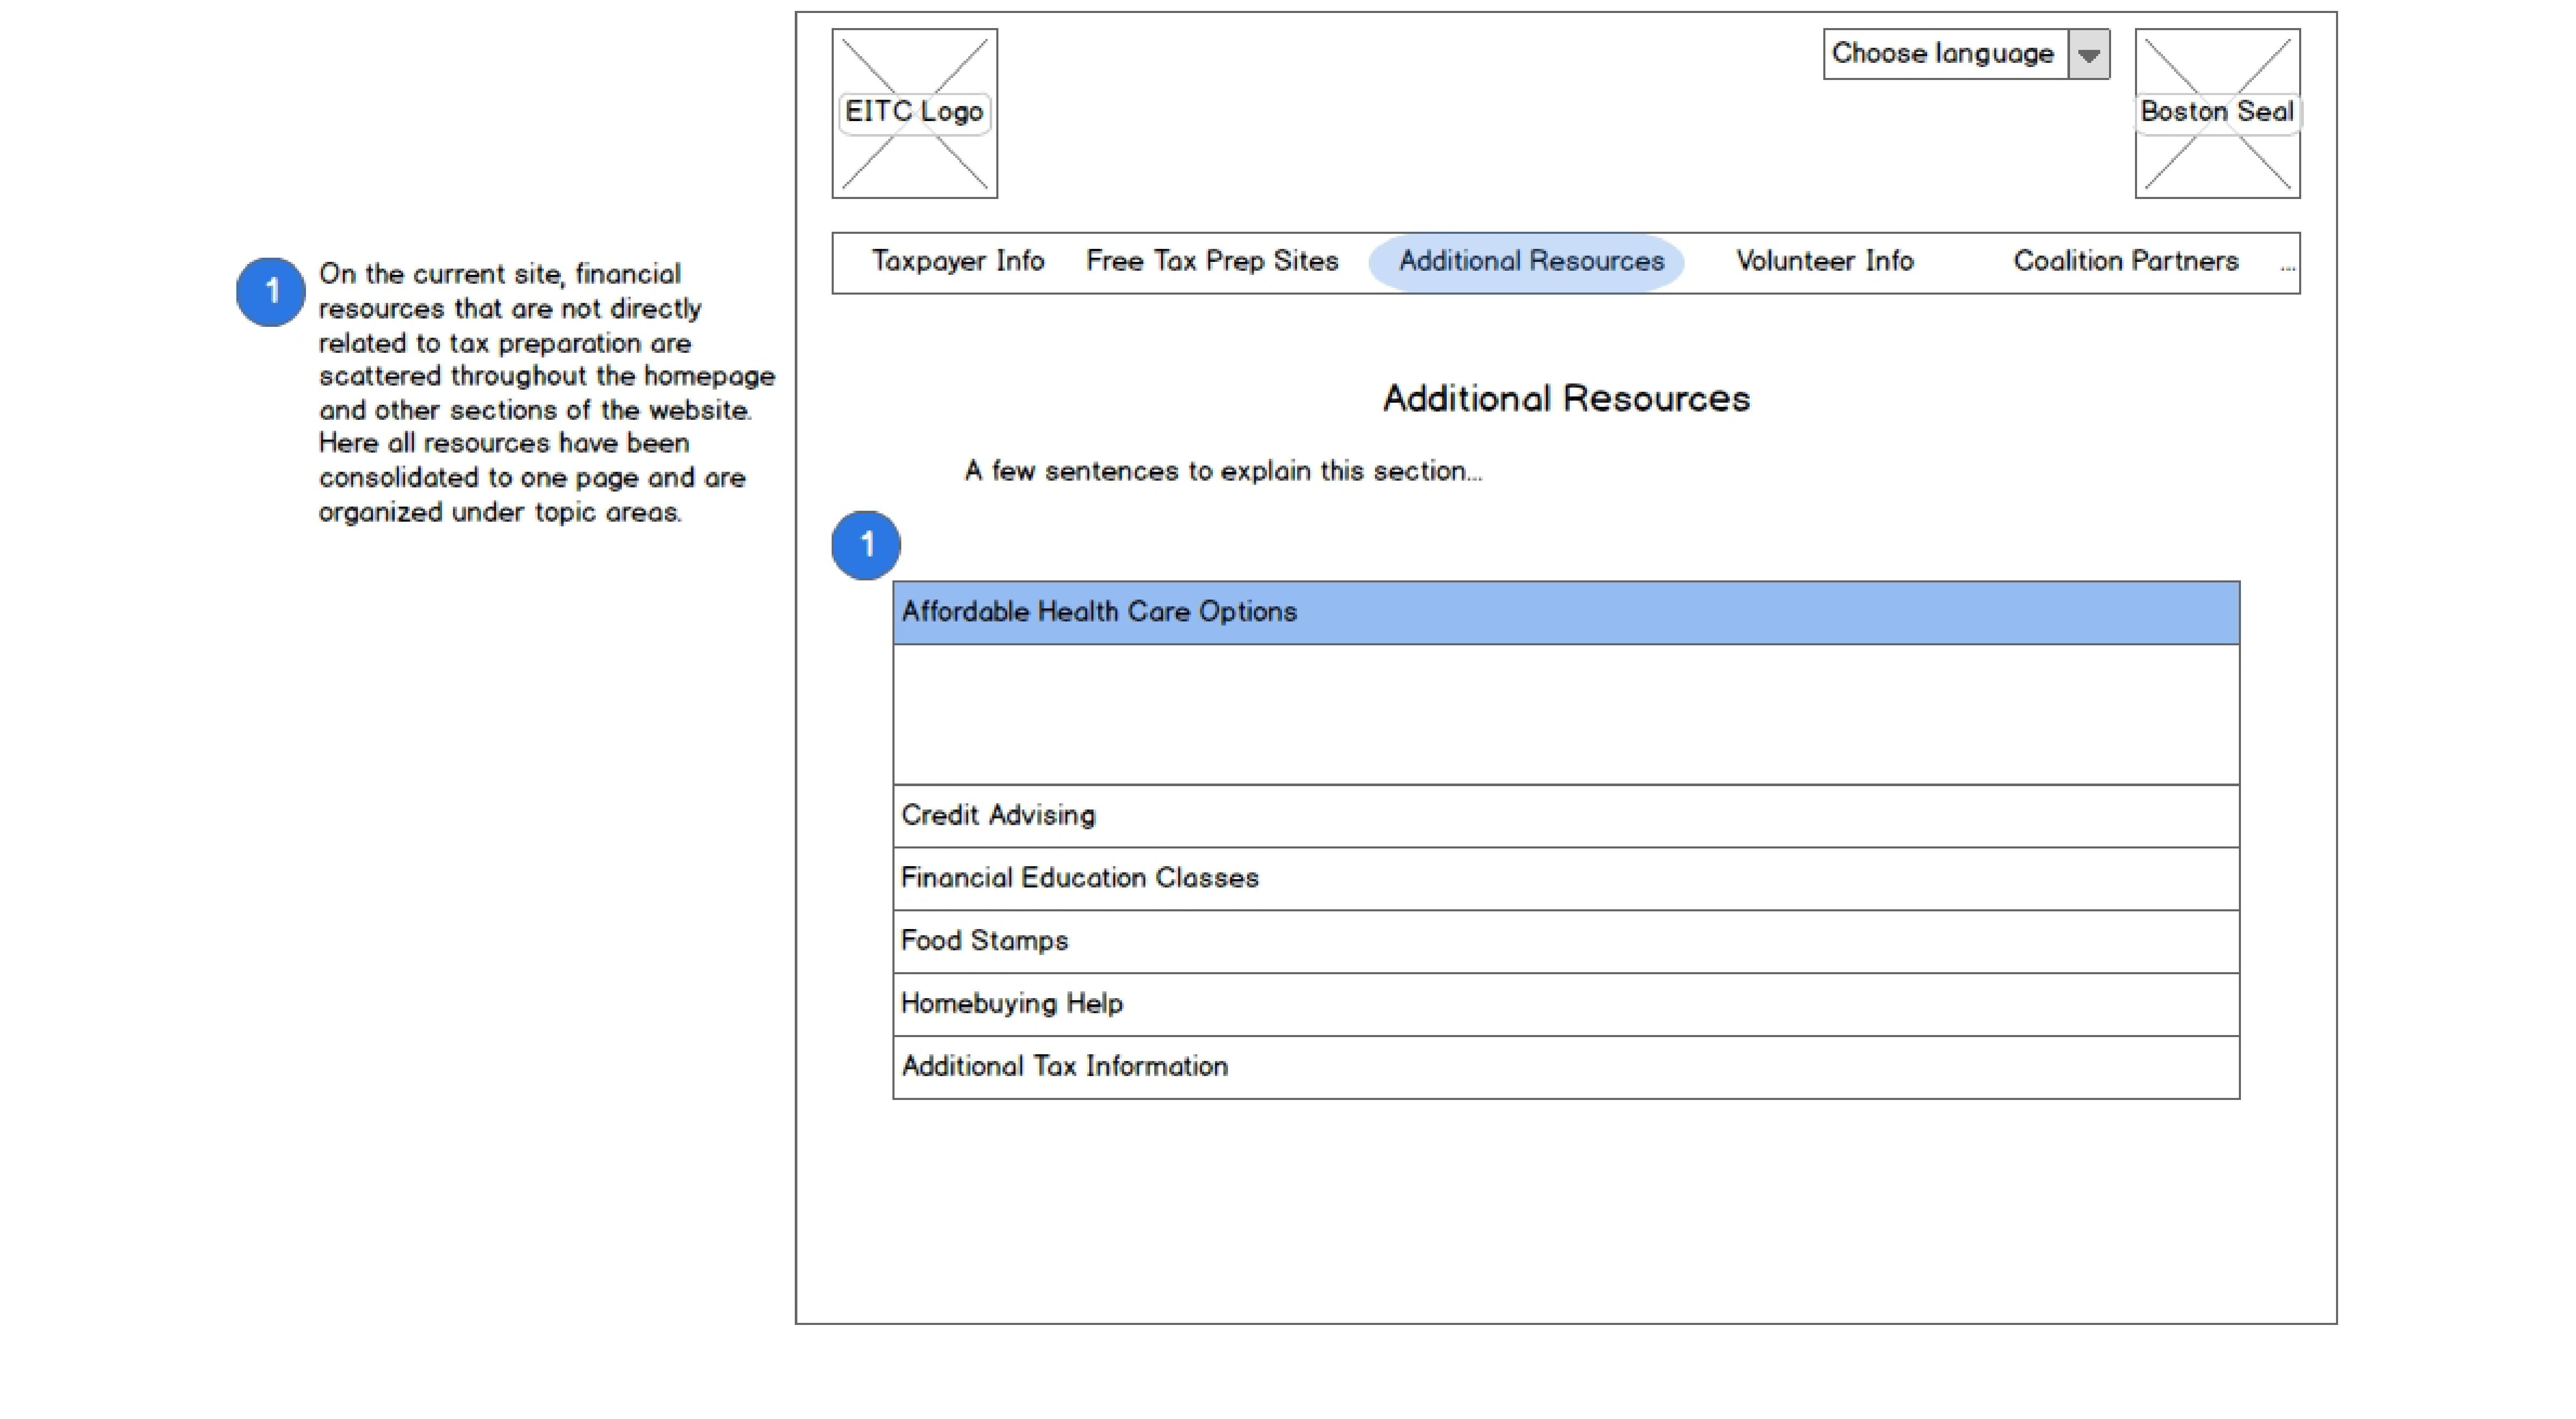 EITC Logo
Choose language
Boston Seal
Taxpayer Info Free Tax Prep Sites Additional Resources Volunteer Info Coalition Partners ...
1
On the current site, financial
resources that are not directly
related to tax preparation are
scattered throughout the homepage
and other sections of the website.
Here all resources have been
consolidated to one page and are
organized under topic areas.
Additional Resources
A few sentences to explain this section...
1
Affordable Health Care Options
Credit Advising
Financial Education Classes
Food Stamps
Homebuying Help
Additional Tax Information